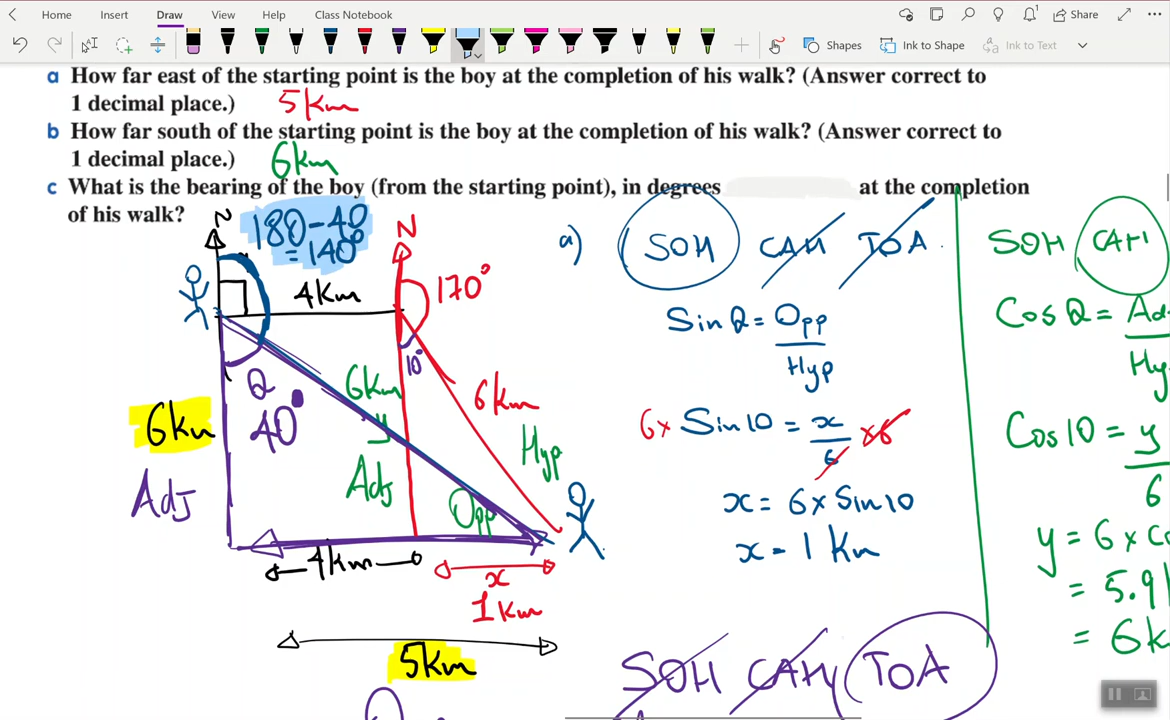 Home Insert Draw View Help Class Notebook Share
Shapes Ink to Shape Ink to Text
a How far east of the starting point is the boy at the completion of his walk? (Answer correct to
1 decimal place.) 5km
b How far south of the starting point is the boy at the completion of his walk? (Answer correct to
1 decimal place.) 6km
c What is the bearing of the boy (from the starting point), in degrees at the completion
of his walk?
N
180-40
= 140°
N
4km
170°
10°
Q
40°
6km
Adj
6km
y
Adj
6km
Hyp
Opp
4km
x
1km
5km
a) SOH CAH TOA
Sin Q = Opp
Hyp
6x Sin 10 = x x6
6
x = 6 x Sin 10
x = 1 Km
SOH CAH TOA
SOH CAH
Cos Q = Ad
Hy
Cos 10 = y
6
y = 6 x Co
= 5.9
= 6k